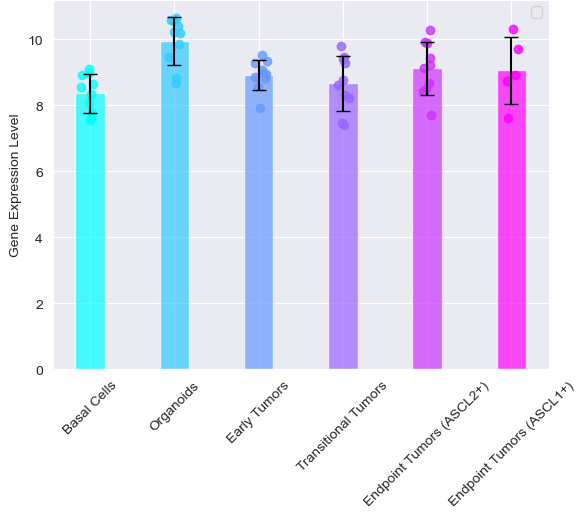 Gene Expression Level
10
8
6
4
2
0
Basal Cells
Organoids
Early Tumors
Transitional Tumors
Endpoint Tumors (ASCL2+)
Endpoint Tumors (ASCL1+)